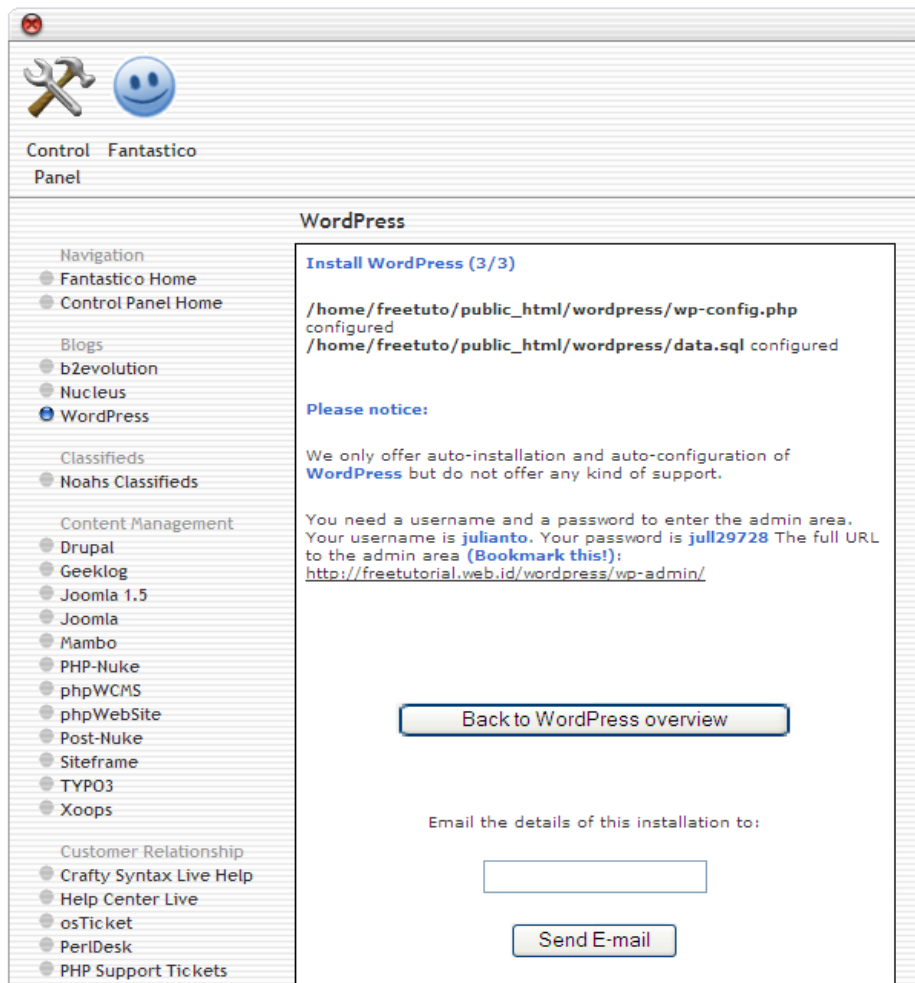 Control Fantastico
Panel
WordPress
Navigation
Fantastico Home
Control Panel Home
Blogs
b2evolution
Nucleus
WordPress
Classifieds
Noahs Classifieds
Content Management
Drupal
Geeklog
Joomla 1.5
Joomla
Mambo
PHP-Nuke
phpWCMS
phpWebSite
Post-Nuke
Siteframe
TYPO3
Xoops
Customer Relationship
Crafty Syntax Live Help
Help Center Live
osTicket
PerlDesk
PHP Support Tickets
Install WordPress (3/3)
/home/freetuto/public_html/wordpress/wp-config.php
configured
/home/freetuto/public_html/wordpress/data.sql configured
Please notice:
We only offer auto-installation and auto-configuration of
WordPress but do not offer any kind of support.
You need a username and a password to enter the admin area.
Your username is julianto. Your password is jull29728 The full URL
to the admin area (Bookmark this!):
http://freetutorial.web.id/wordpress/wp-admin/
Back to WordPress overview
Email the details of this installation to:
Send E-mail